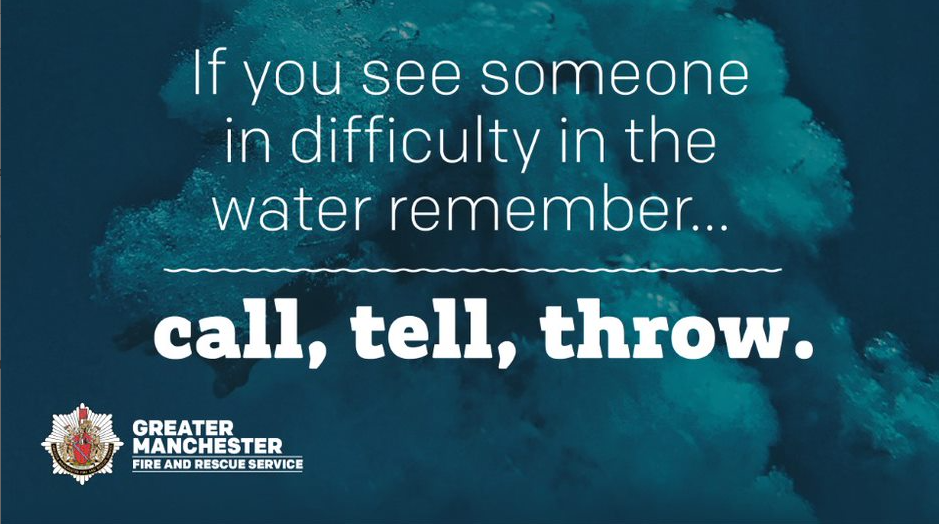 If you see someone
in difficulty in the
water remember...
call, tell, throw.
GREATER
MANCHESTER
FIRE AND RESCUE SERVICE